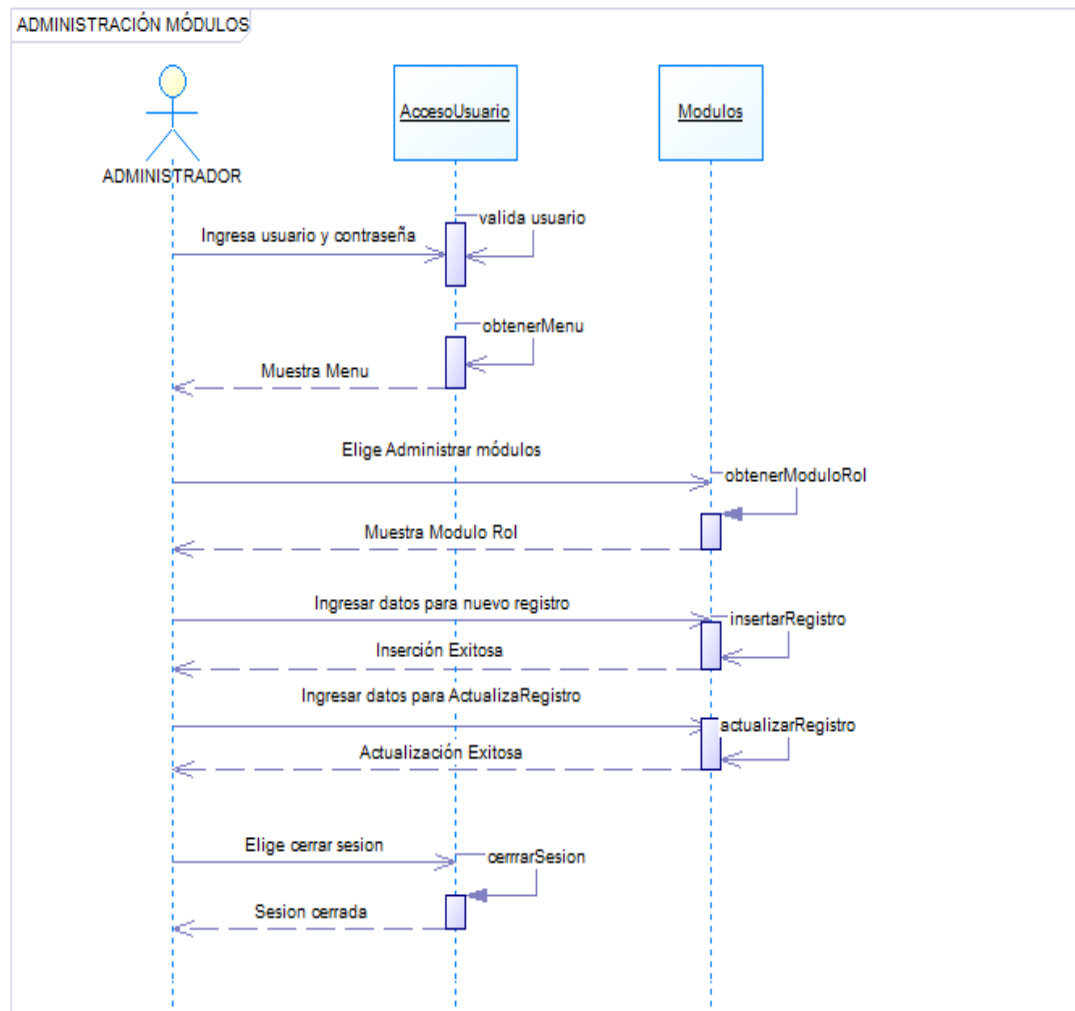 ADMINISTRACIÓN MÓDULOS
AccesoUsuario
Modulos
ADMINISTRADOR
valida usuario
Ingresa usuario y contraseña
obtenerMenu
Muestra Menu
Elige Administrar módulos
obtenerModuloRol
Muestra Modulo Rol
Ingresar datos para nuevo registro
insertarRegistro
Inserción Exitosa
Ingresar datos para ActualizaRegistro
actualizarRegistro
Actualización Exitosa
Elige cerrar sesion
cerrrarSesion
Sesion cerrada